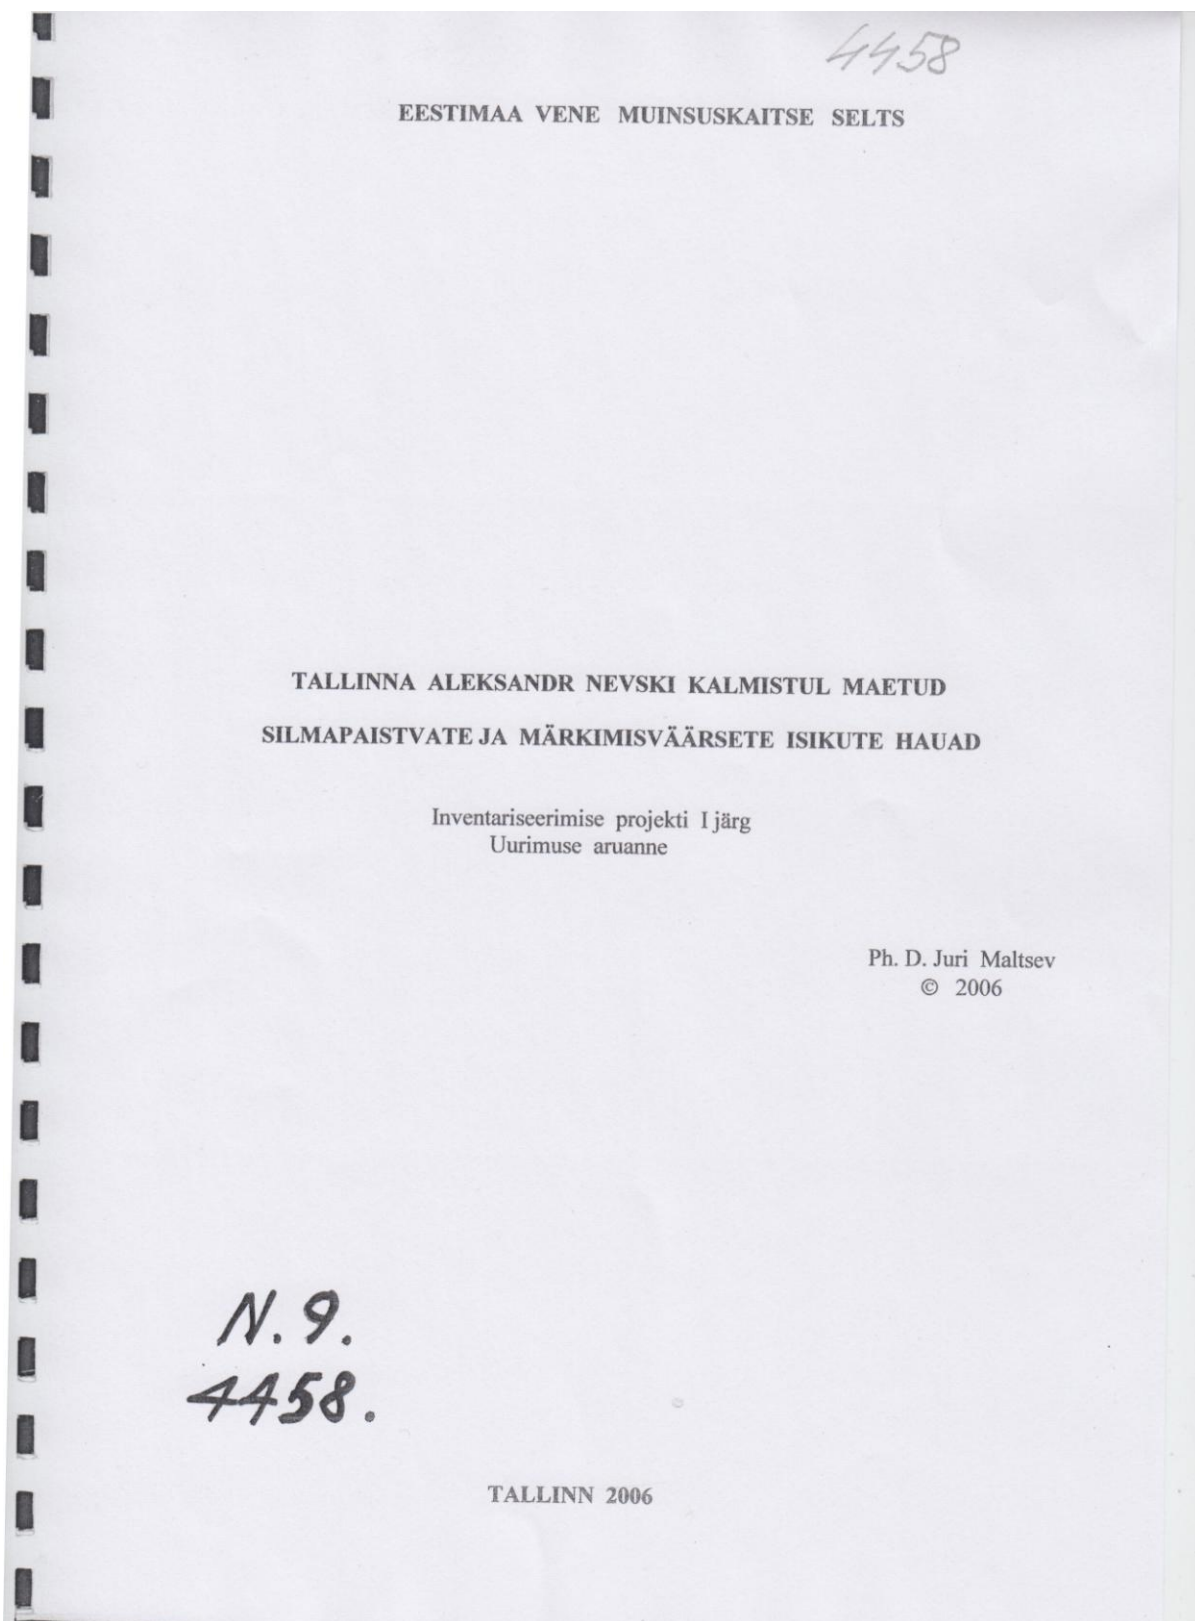 4458
EESTIMAA VENE MUINSUSKAITSE SELTS
TALLINNA ALEKSANDR NEVSKI KALMISTUL MAETUD
SILMAPAISTVATE JA MÄRKIMISVÄÄRSETE ISIKUTE HAUAD
Inventariseerimise projekti I järg
Uurimuse aruanne
Ph. D. Juri Maltsev
© 2006
N. 9.
4458.
TALLINN 2006